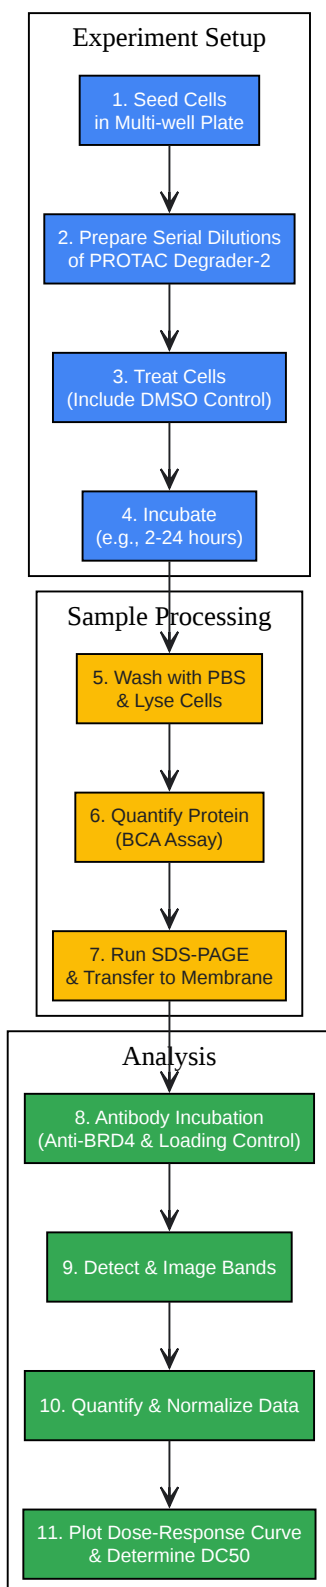 Experiment Setup
1. Seed Cells
in Multi-well Plate
2. Prepare Serial Dilutions
of PROTAC Degrader-2
3. Treat Cells
(Include DMSO Control)
4. Incubate
(e.g., 2-24 hours)
Sample Processing
5. Wash with PBS
& Lyse Cells
6. Quantify Protein
(BCA Assay)
7. Run SDS-PAGE
& Transfer to Membrane
Analysis
8. Antibody Incubation
(Anti-BRD4 & Loading Control)
9. Detect & Image Bands
10. Quantify & Normalize Data
11. Plot Dose-Response Curve
& Determine DC50